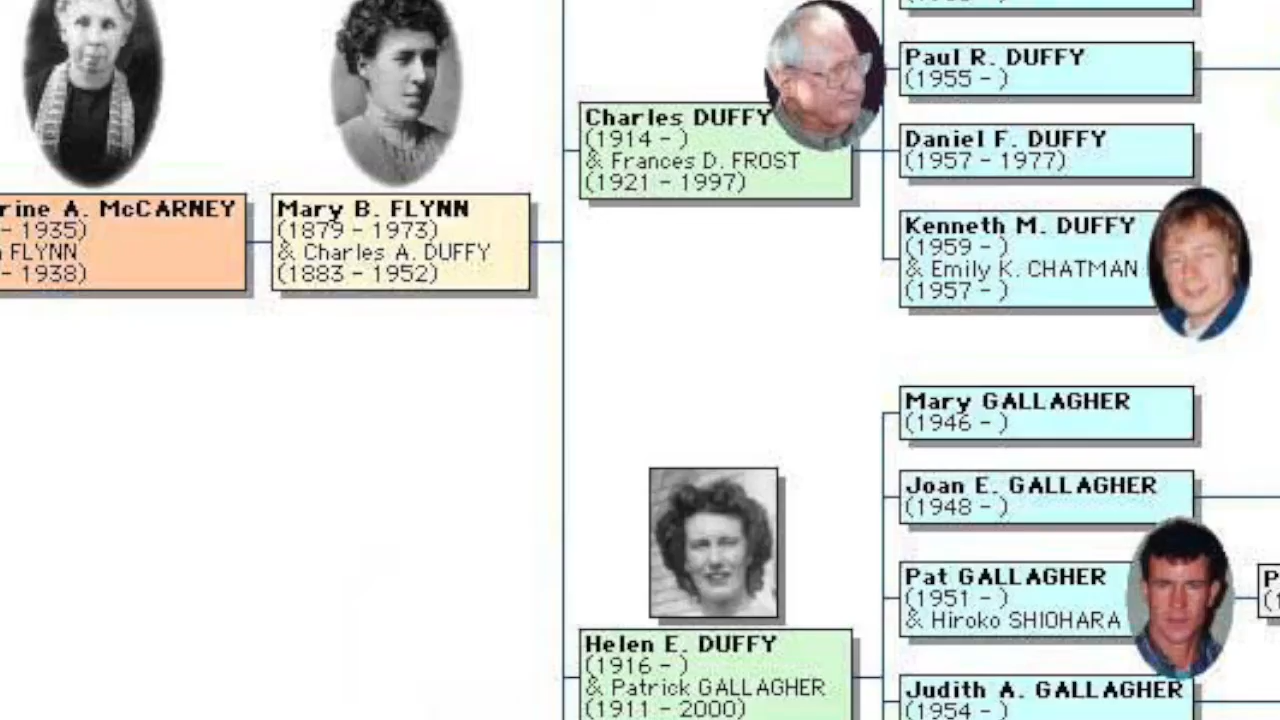 Paul R. DUFFY
(1955 - )
Charles DUFFY
(1914 - )
& Frances D. FROST
(1921 - 1997)
Daniel F. DUFFY
(1957 - 1977)
rine A. McCARNEY
- 1935)
FLYNN
- 1938)
Mary B. FLYNN
(1879 - 1973)
& Charles A. DUFFY
(1883 - 1952)
Kenneth M. DUFFY
(1959 - )
& Emily K. CHATMAN
(1957 - )
Mary GALLAGHER
(1946 - )
Joan E. GALLAGHER
(1948 - )
Pat GALLAGHER
(1951 - )
& Hiroko SHIOHARA
P
Helen E. DUFFY
(1916 - )
& Patrick GALLAGHER
(1911 - 2000)
Judith A. GALLAGHER
(1954 - )